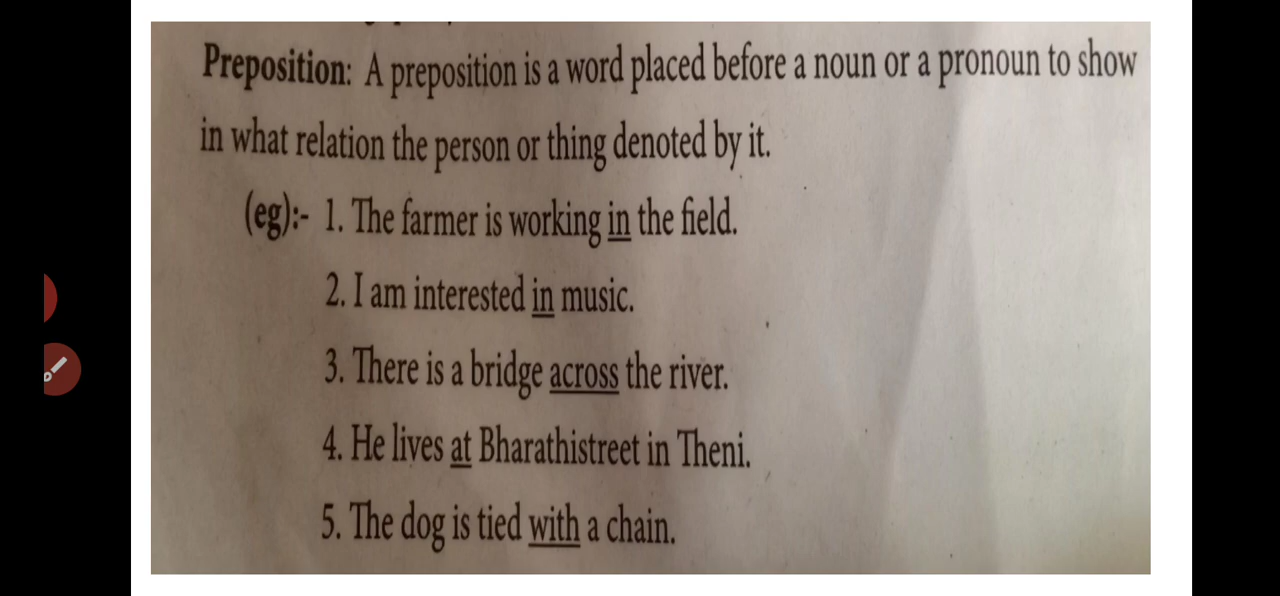 Preposition: A preposition is a word placed before a noun or a pronoun to show
in what relation the person or thing denoted by it.
(eg):- 1. The farmer is working in the field.
2. I am interested in music.
3. There is a bridge across the river.
4. He lives at Bharathistreet in Theni.
5. The dog is tied with a chain.